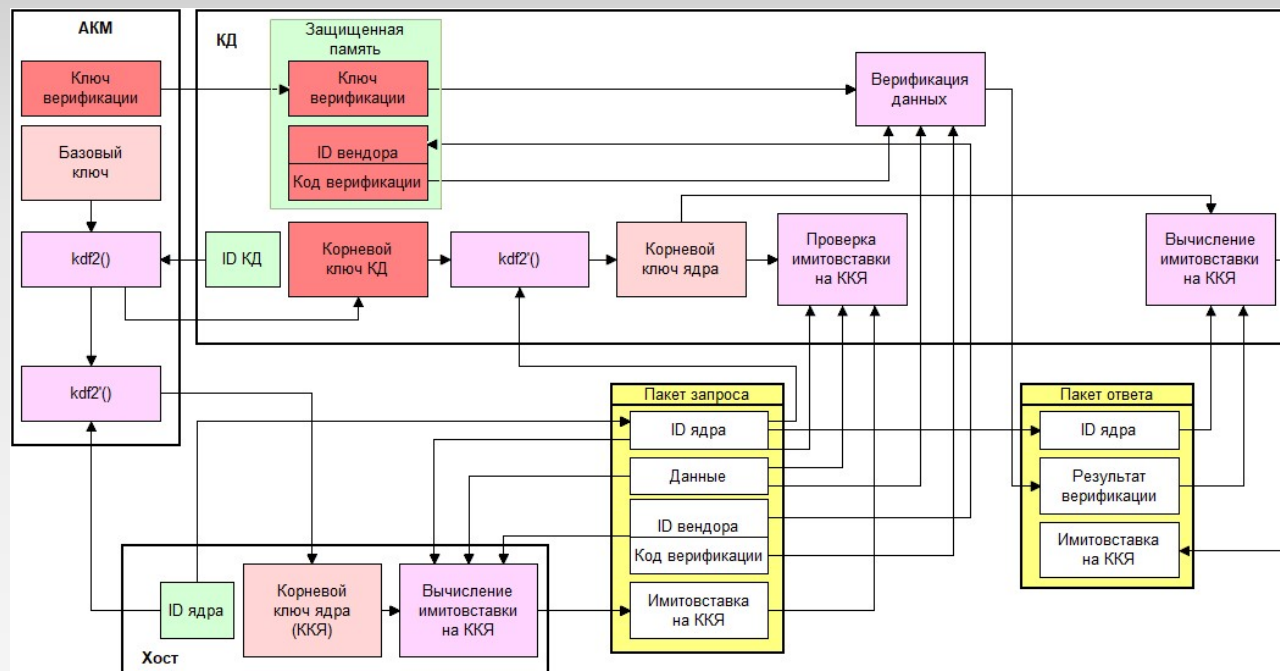 АКМ
Ключ
верификации
Базовый
ключ
kdf2()
kdf2'()
КД
Защищенная
память
Ключ
верификации
ID вендора
Код верификации
ID КД
Корневой
ключ КД
kdf2'()
Корневой
ключ ядра
Проверка
имитовставки
на ККЯ
Верификация
данных
Вычисление
имитовставки
на ККЯ
Пакет запроса
ID ядра
Данные
ID вендора
Код верификации
Имитовставка
на ККЯ
Пакет ответа
ID ядра
Результат
верификации
Имитовставка
на ККЯ
ID ядра
Корневой
ключ ядра
(ККЯ)
Вычисление
имитовставки
на ККЯ
Хост